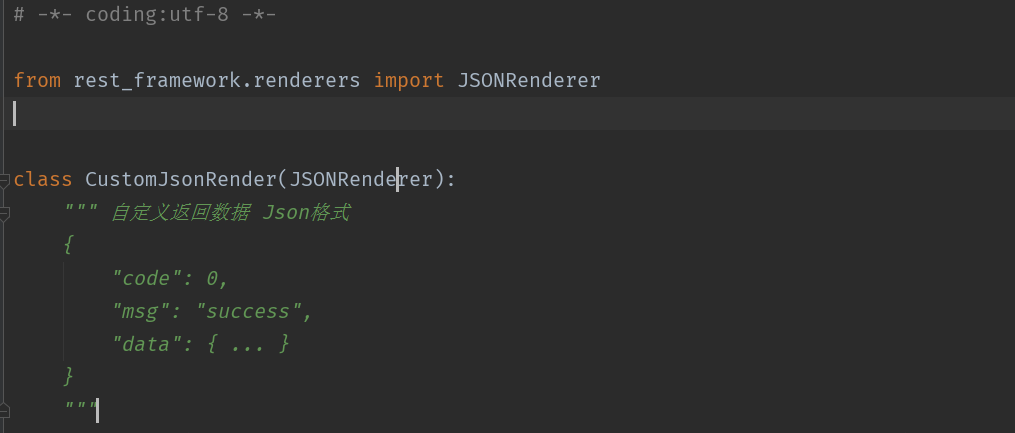 # -*- coding:utf-8 -*-
from rest_framework.renderers import JSONRenderer
class CustomJsonRender(JSONRenderer):
""" 自定义返回数据 Json格式
{
"code": 0,
"msg": "success",
"data": { ... }
}
"""